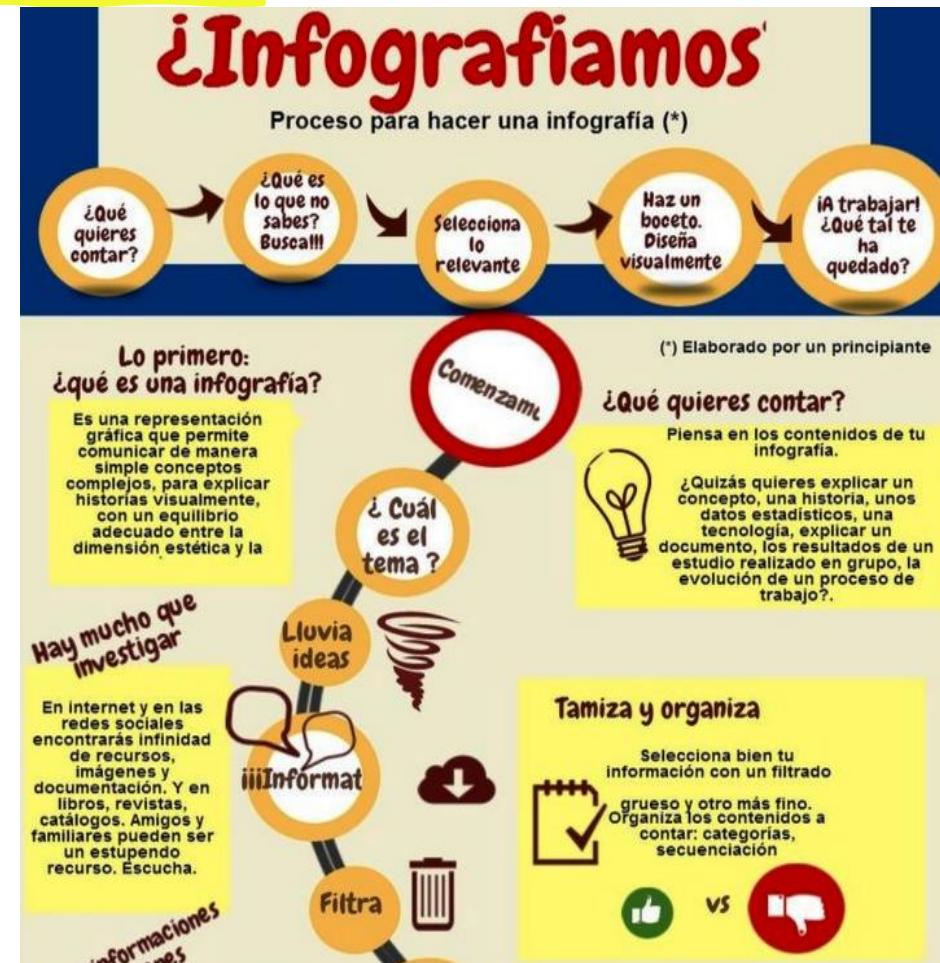 ¿Infografiamos
Proceso para hacer una infografía (*)
¿Qué
quieres
contar?
¿Qué es
lo que no
sabes?
Busca!!!
Selecciona
lo
relevante
Haz un
boceto.
Diseña
visualmente
¡A trabajar!
¿Qué tal te
ha
quedado?
Comenzam
(*) Elaborado por un principiante
Lo primero:
¿qué es una infografía?
Es una representación
gráfica que permite
comunicar de manera
simple conceptos
complejos, para explicar
historias visualmente,
con un equilibrio
adecuado entre la
dimensión estética y la
¿Qué quieres contar?
Piensa en los contenidos de tu
infografía.
¿Quizás quieres explicar un
concepto, una historia, unos
datos estadísticos, una
tecnología, explicar un
documento, los resultados de un
estudio realizado en grupo, la
evolución de un proceso de
trabajo?.
¿ Cuál
es el
tema ?
Lluvia
ideas
Hay mucho que
investigar
En internet y en las
redes sociales
encontrarás infinidad
de recursos,
imágenes y
documentación. Y en
libros, revistas,
catálogos. Amigos y
familiares pueden ser
un estupendo
recurso. Escucha.
¡¡¡Informat
Tamiza y organiza
Selecciona bien tu
información con un filtrado
grueso y otro más fino.
Organiza los contenidos a
contar: categorías,
secuenciación
vs
Filtra